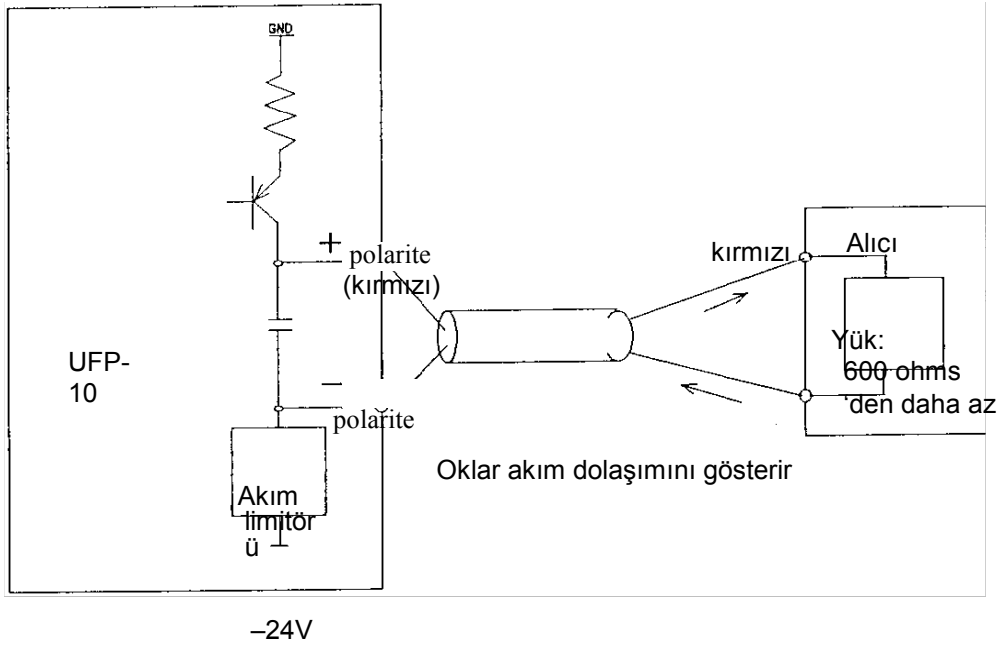 GND
+ polarite
(kırmızı)
kırmızı
Alıcı
Yük:
600 ohms
'den daha az
UFP-
10
– polarite
Akım
limitör
ü
Oklar akım dolaşımını gösterir
–24V